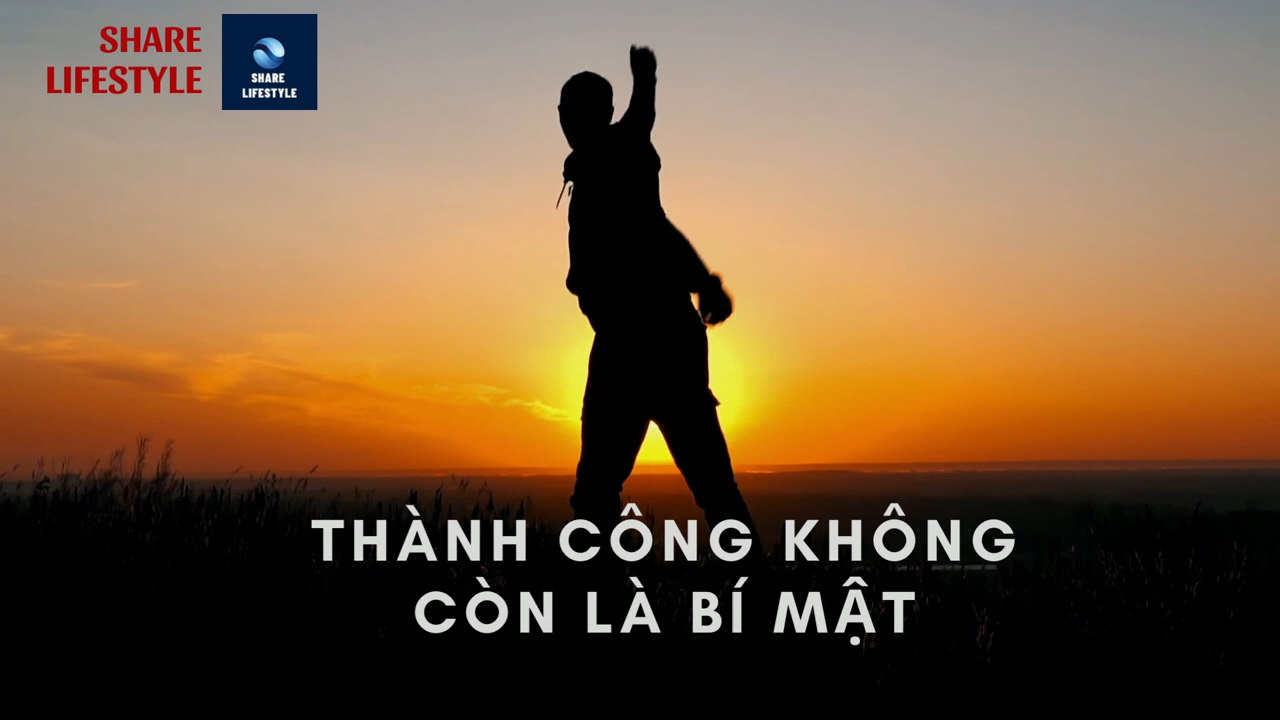 SHARE
LIFESTYLE
SHARE
LIFESTYLE
THÀNH CÔNG KHÔNG
CÒN LÀ BÍ MẬT